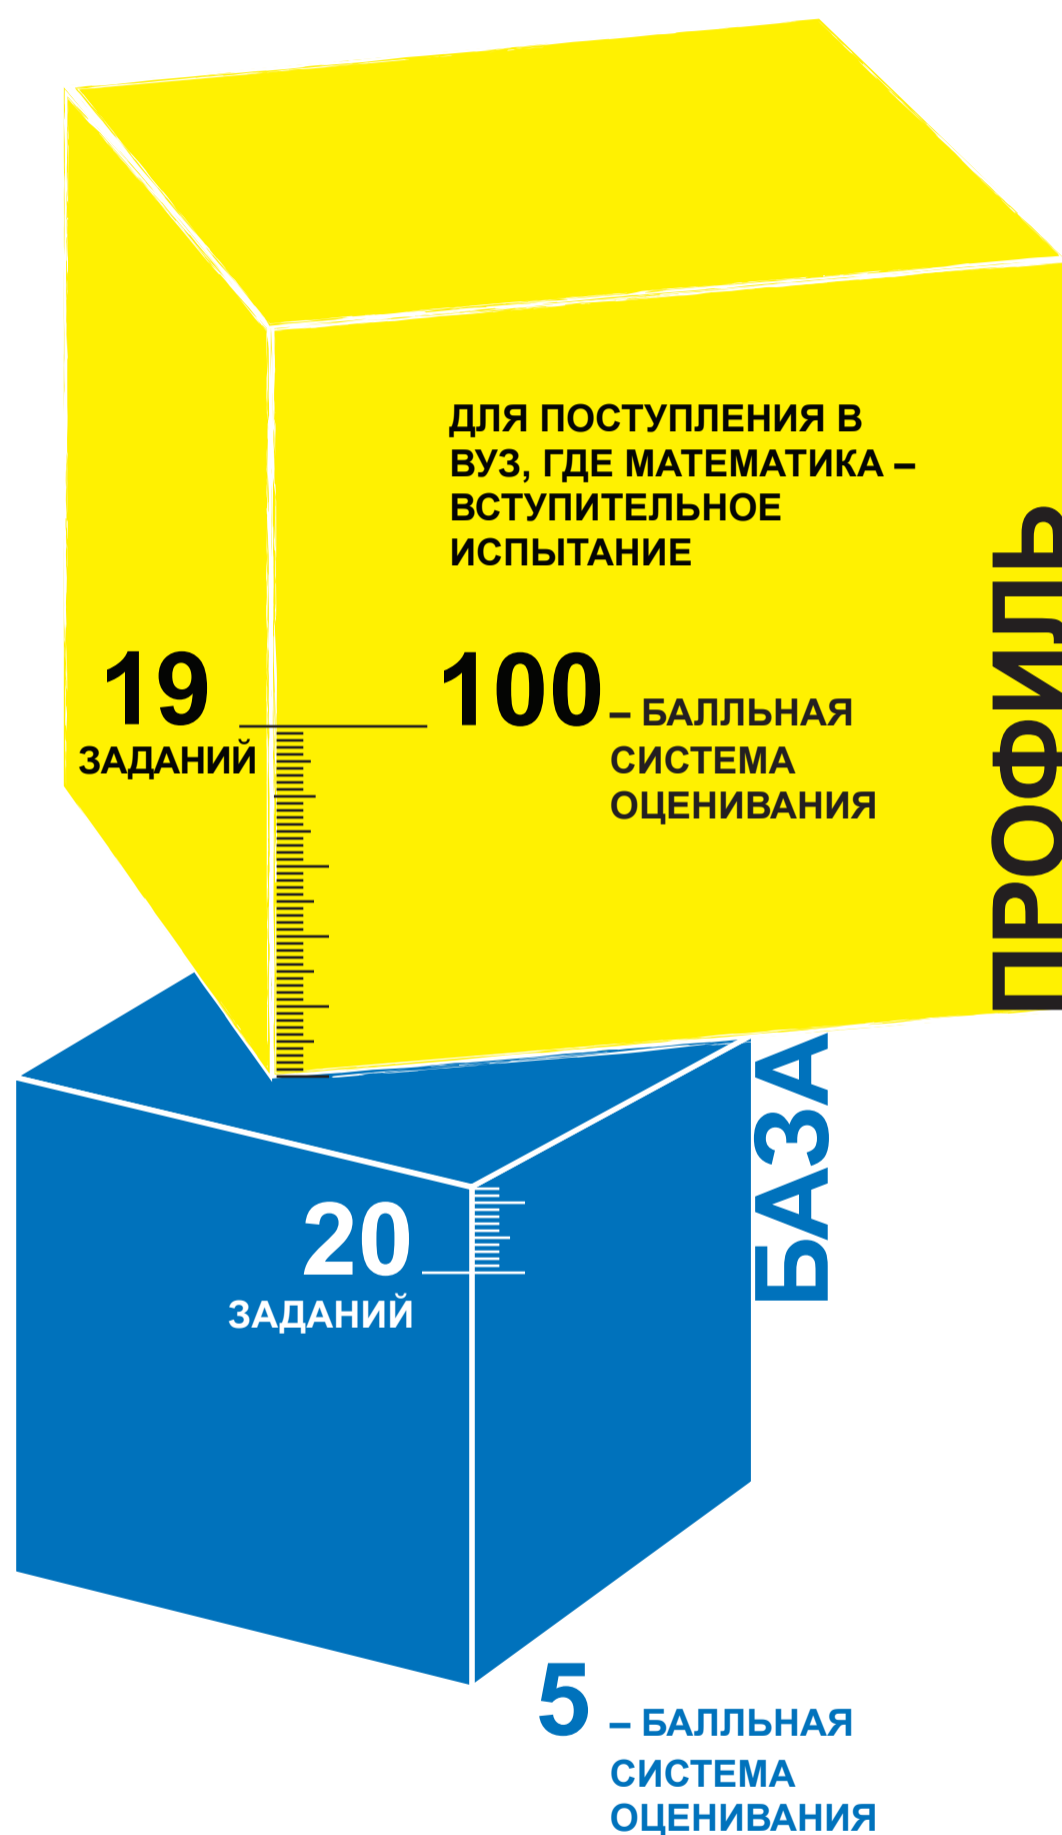 ДЛЯ ПОСТУПЛЕНИЯ В
ВУЗ, ГДЕ МАТЕМАТИКА –
ВСТУПИТЕЛЬНОЕ
ИСПЫТАНИЕ
19
ЗАДАНИЙ
100 – БАЛЛЬНАЯ
СИСТЕМА
ОЦЕНИВАНИЯ
ПРОФИЛЬ
БАЗА
20
ЗАДАНИЙ
5 – БАЛЛЬНАЯ
СИСТЕМА
ОЦЕНИВАНИЯ